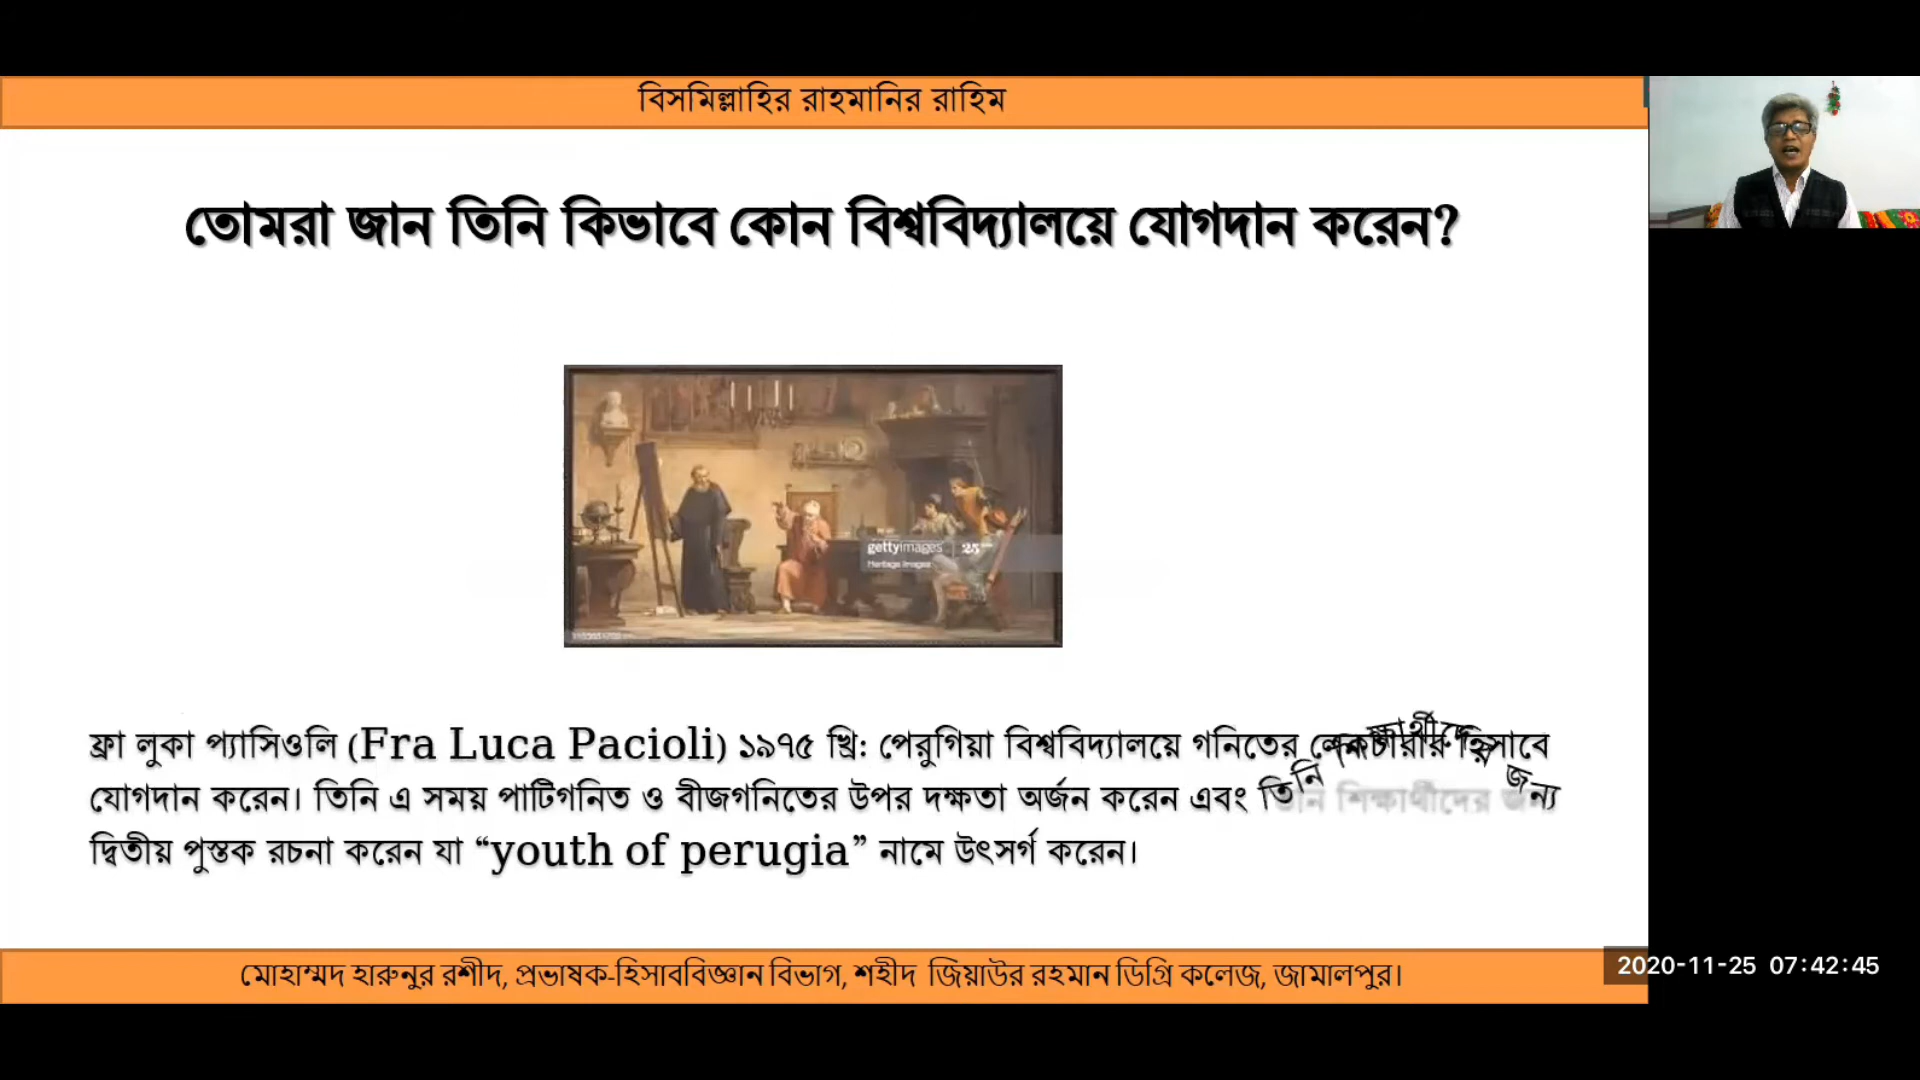 বিসমিল্লাহির রাহমানির রাহিম
তোমরা জান তিনি কিভাবে কোন বিশ্ববিদ্যালয়ে যোগদান করেন?
gettyimages
Heritage Images
ফ্রা লুকা প্যাসিওলি (Fra Luca Pacioli) ১৯৭৫ খ্রি: পেরুগিয়া বিশ্ববিদ্যালয়ে গনিতের লেকচারার হিসাবে
যোগদান করেন। তিনি এ সময় পাটিগনিত ও বীজগনিতের উপর দক্ষতা অর্জন করেন এবং তিনি শিক্ষার্থীদের জন্য
দ্বিতীয় পুস্তক রচনা করেন যা “youth of perugia” নামে উৎসর্গ করেন।
মোহাম্মদ হারুনুর রশীদ, প্রভাষক-হিসাববিজ্ঞান বিভাগ, শহীদ জিয়াউর রহমান ডিগ্রি কলেজ, জামালপুর।
2020-11-25 07:42:45